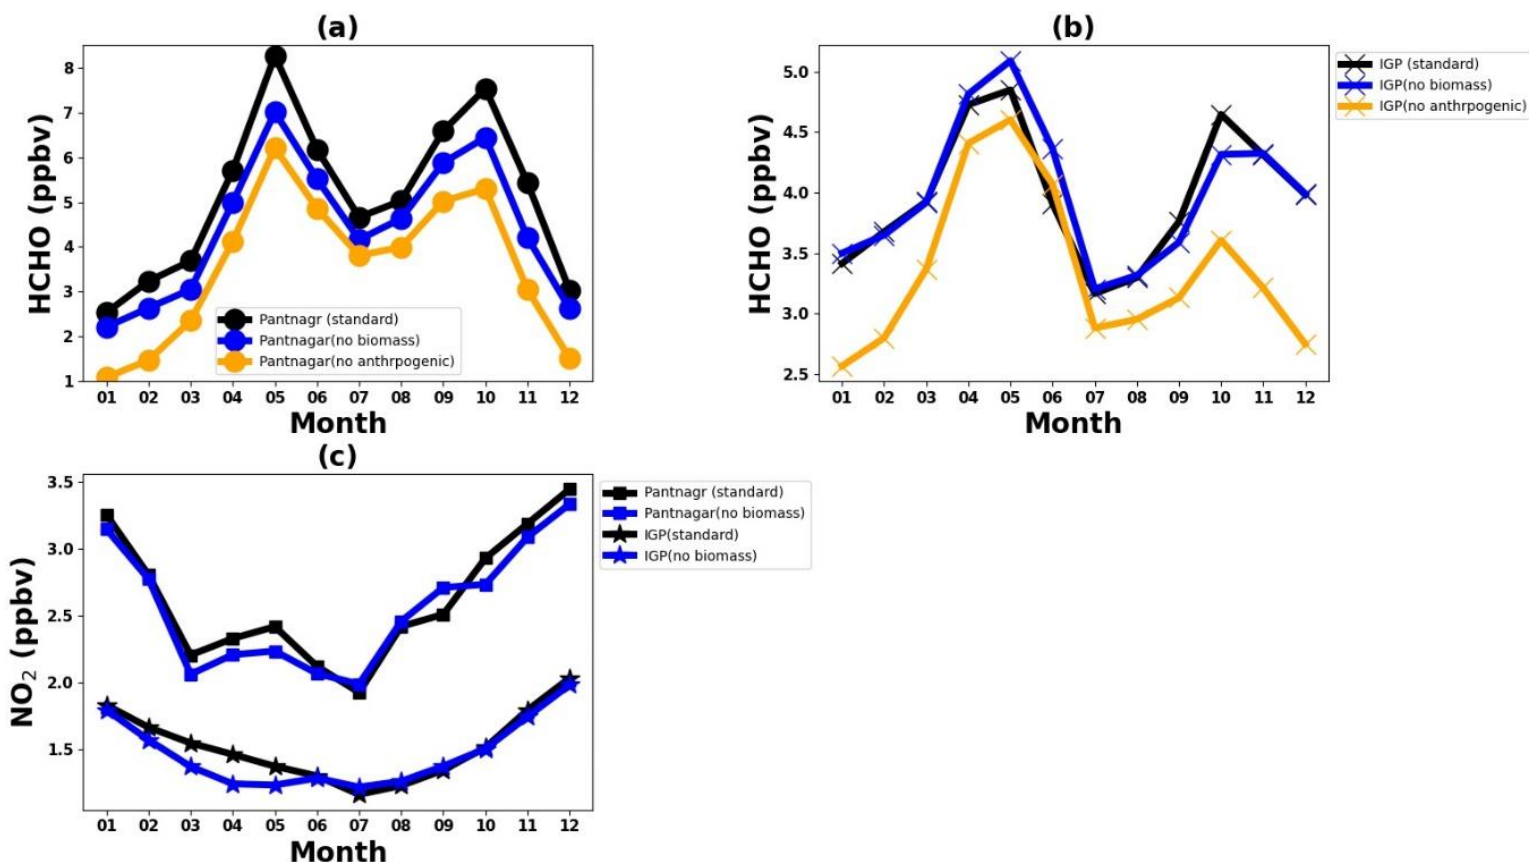 (a)
HCHO (ppbv)
8
7
6
5
4
3
2
1
Pantnagr (standard)
Pantnagar(no biomass)
Pantnagar(no anthrpogenic)
01 02 03 04 05 06 07 08 09 10 11 12
Month
(b)
HCHO (ppbv)
5.0
4.5
4.0
3.5
3.0
2.5
IGP (standard)
IGP(no biomass)
IGP(no anthrpogenic)
01 02 03 04 05 06 07 08 09 10 11 12
Month
(c)
NO₂ (ppbv)
3.5
3.0
2.5
2.0
1.5
Pantnagr (standard)
Pantnagar(no biomass)
IGP(standard)
IGP(no biomass)
01 02 03 04 05 06 07 08 09 10 11 12
Month